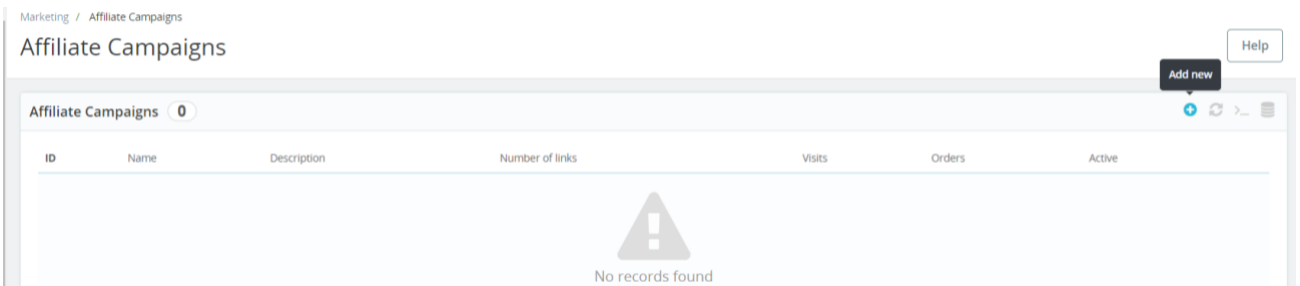 Marketing / Affiliate Campaigns
Affiliate Campaigns
Help
Add new
Affiliate Campaigns 0
ID Name Description Number of links Visits Orders Active
No records found